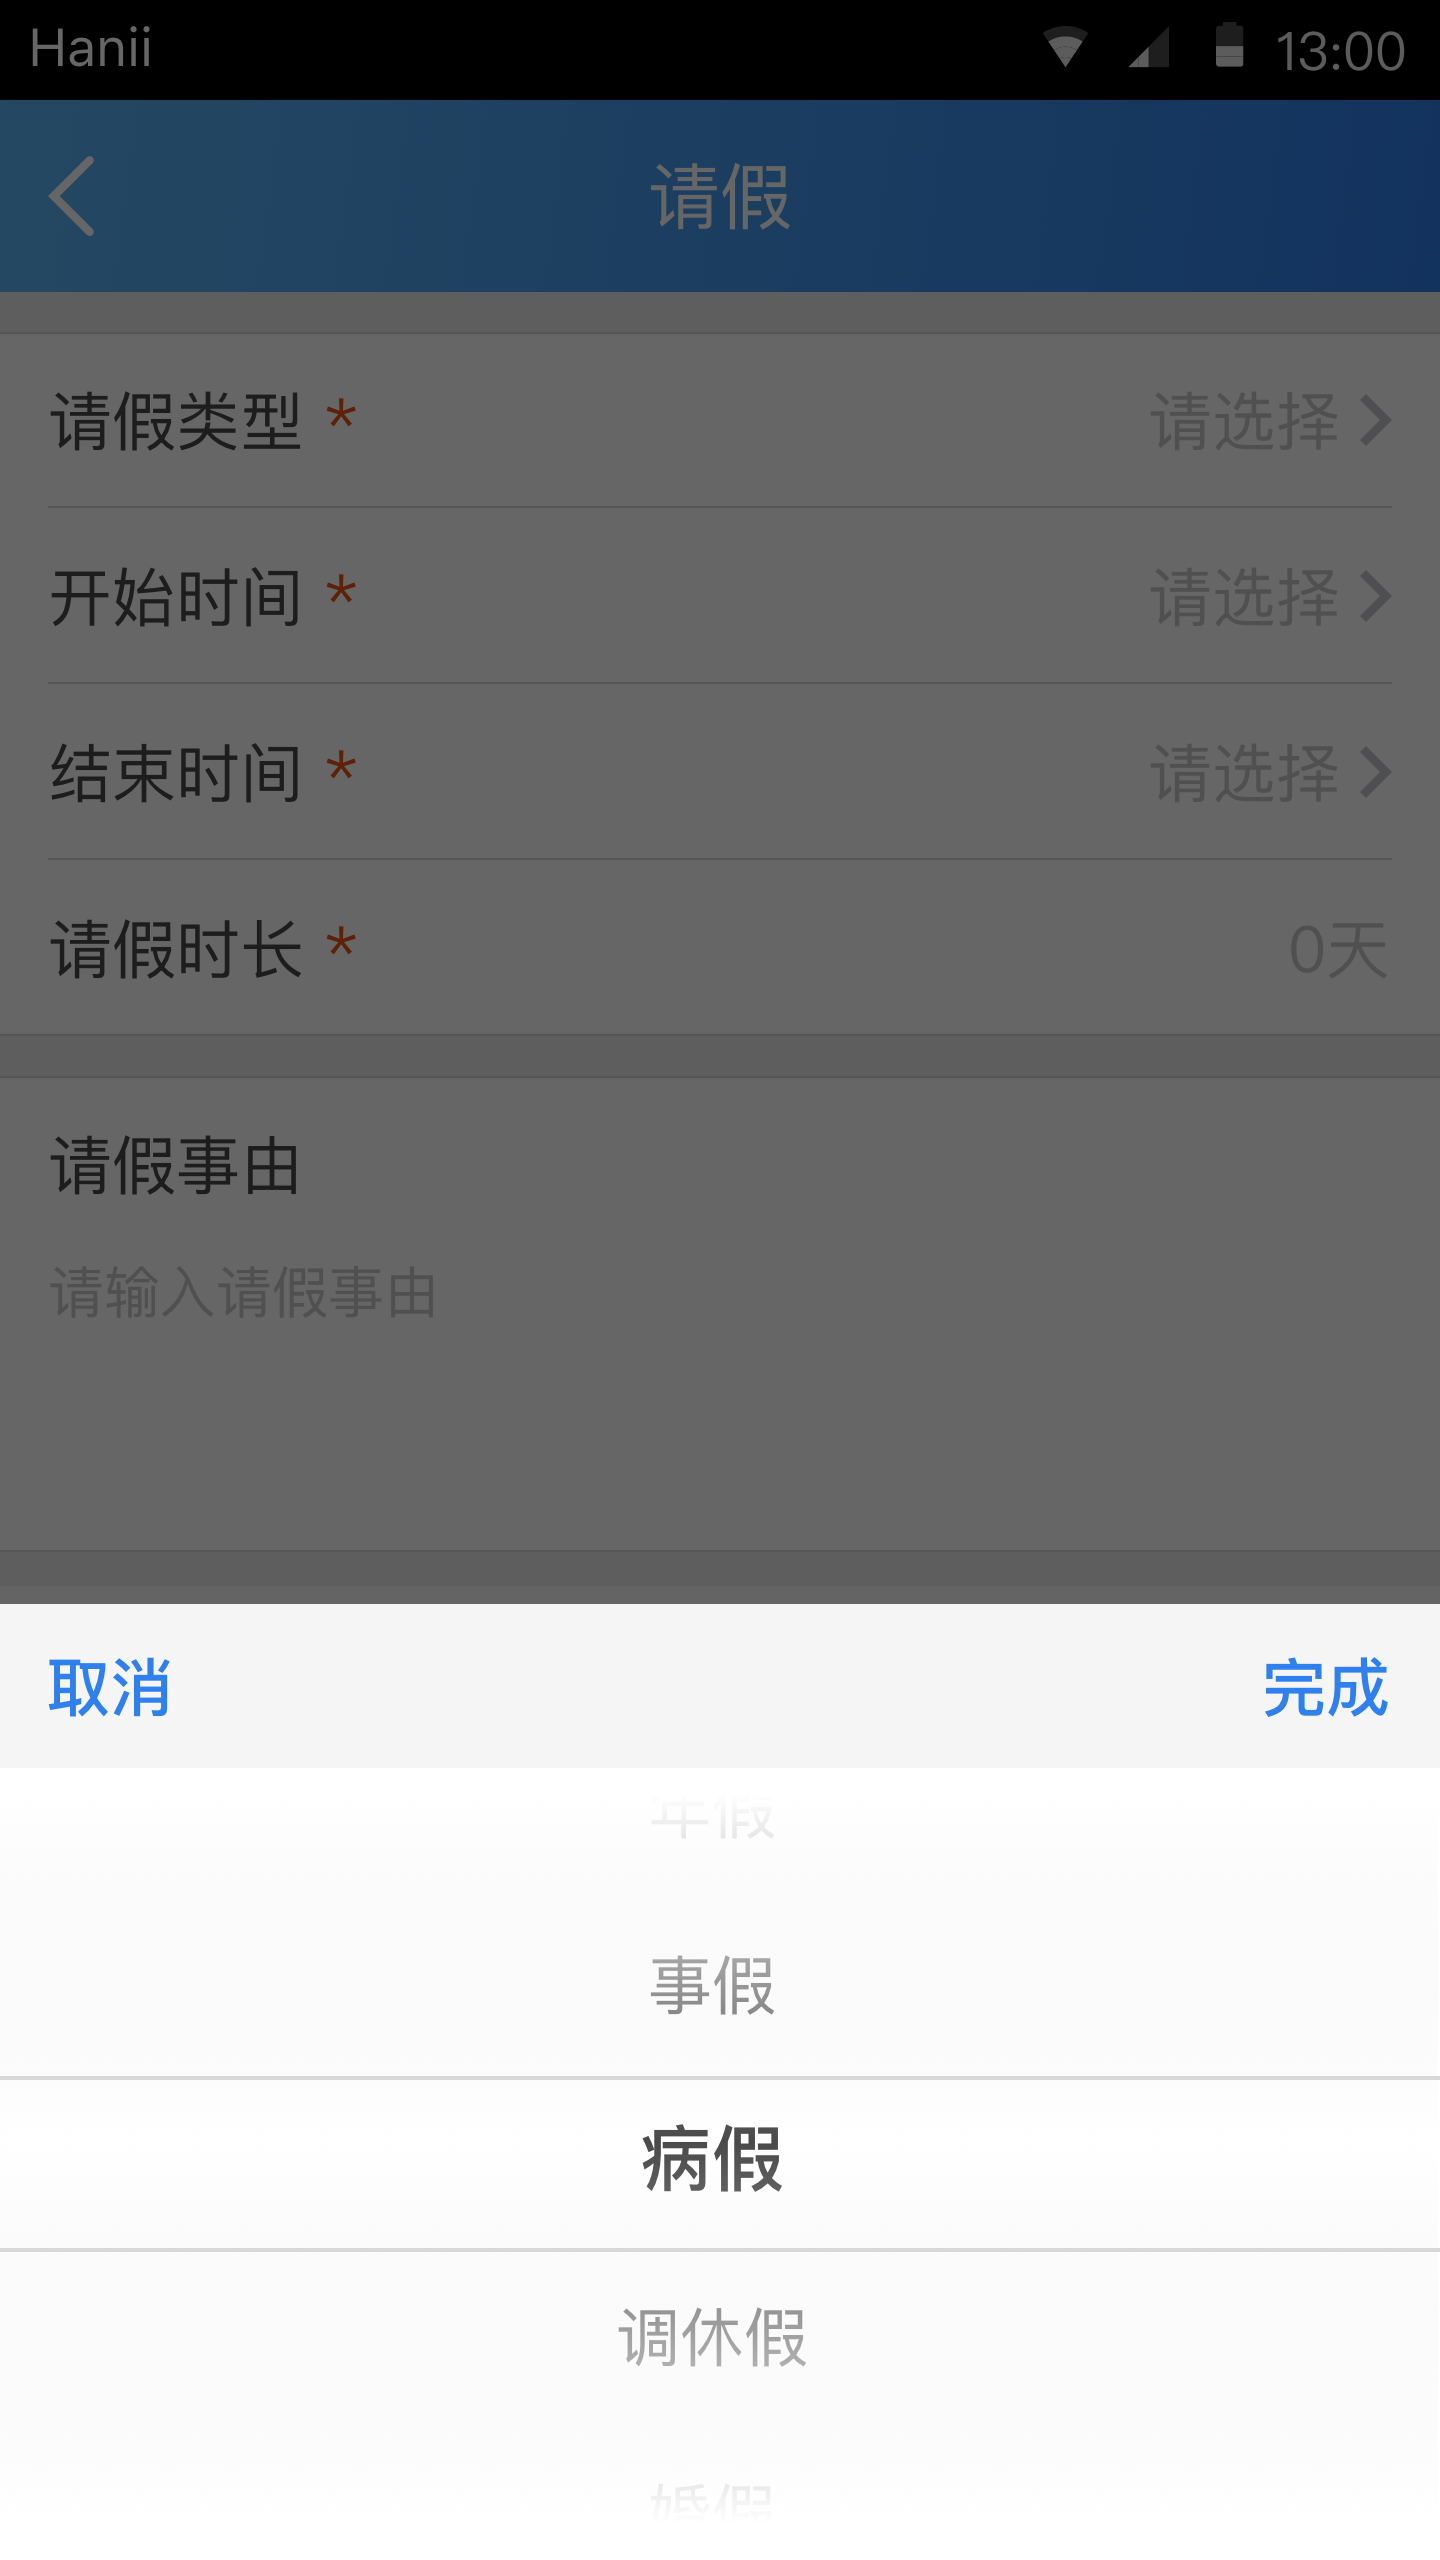 Hanii 13:00
请假
请假类型 * 请选择
开始时间 * 请选择
结束时间 * 请选择
请假时长 * 0天
请假事由
请输入请假事由
取消 完成
年假
事假
病假
调休假
婚假